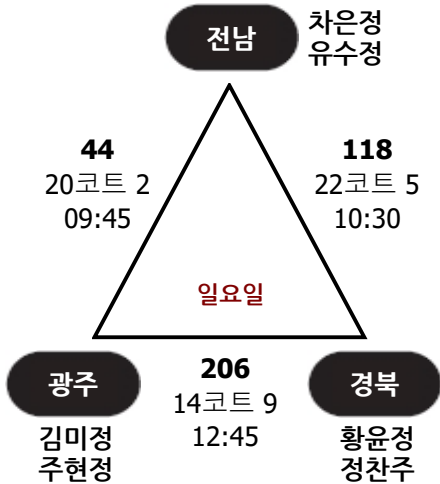 전남
차은정
유수정
44
20코트 2
09:45
118
22코트 5
10:30
일요일
광주
김미정
주현정
206
14코트 9
12:45
경북
황윤정
정찬주